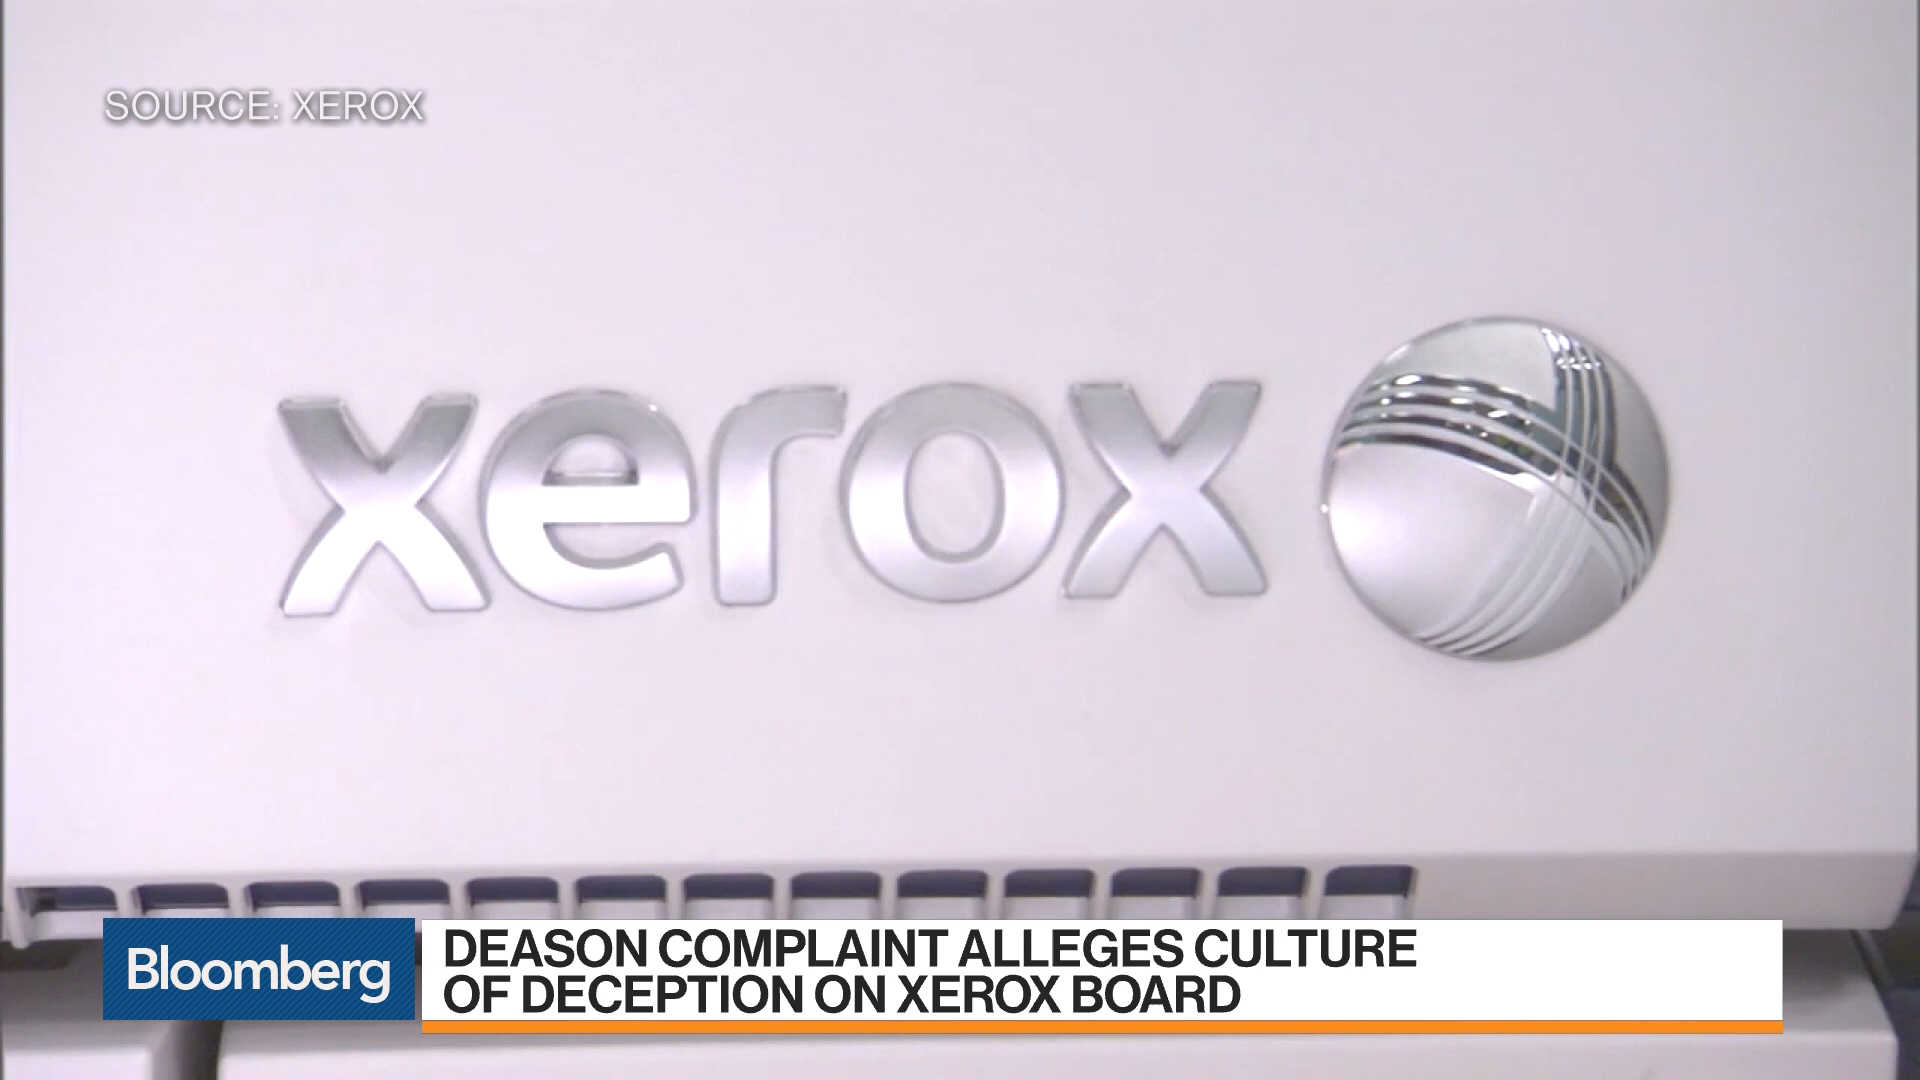 SOURCE: XEROX
xerox
Bloomberg
DEASON COMPLAINT ALLEGES CULTURE
OF DECEPTION ON XEROX BOARD